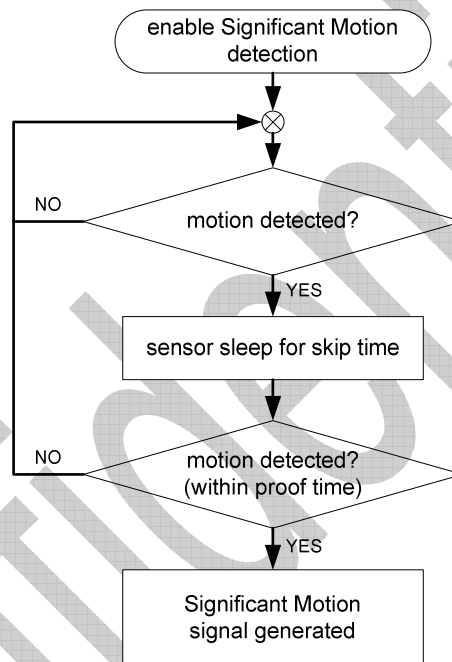 enable Significant Motion
detection
NO
motion detected?
YES
sensor sleep for skip time
NO
motion detected?
(within proof time)
YES
Significant Motion
signal generated